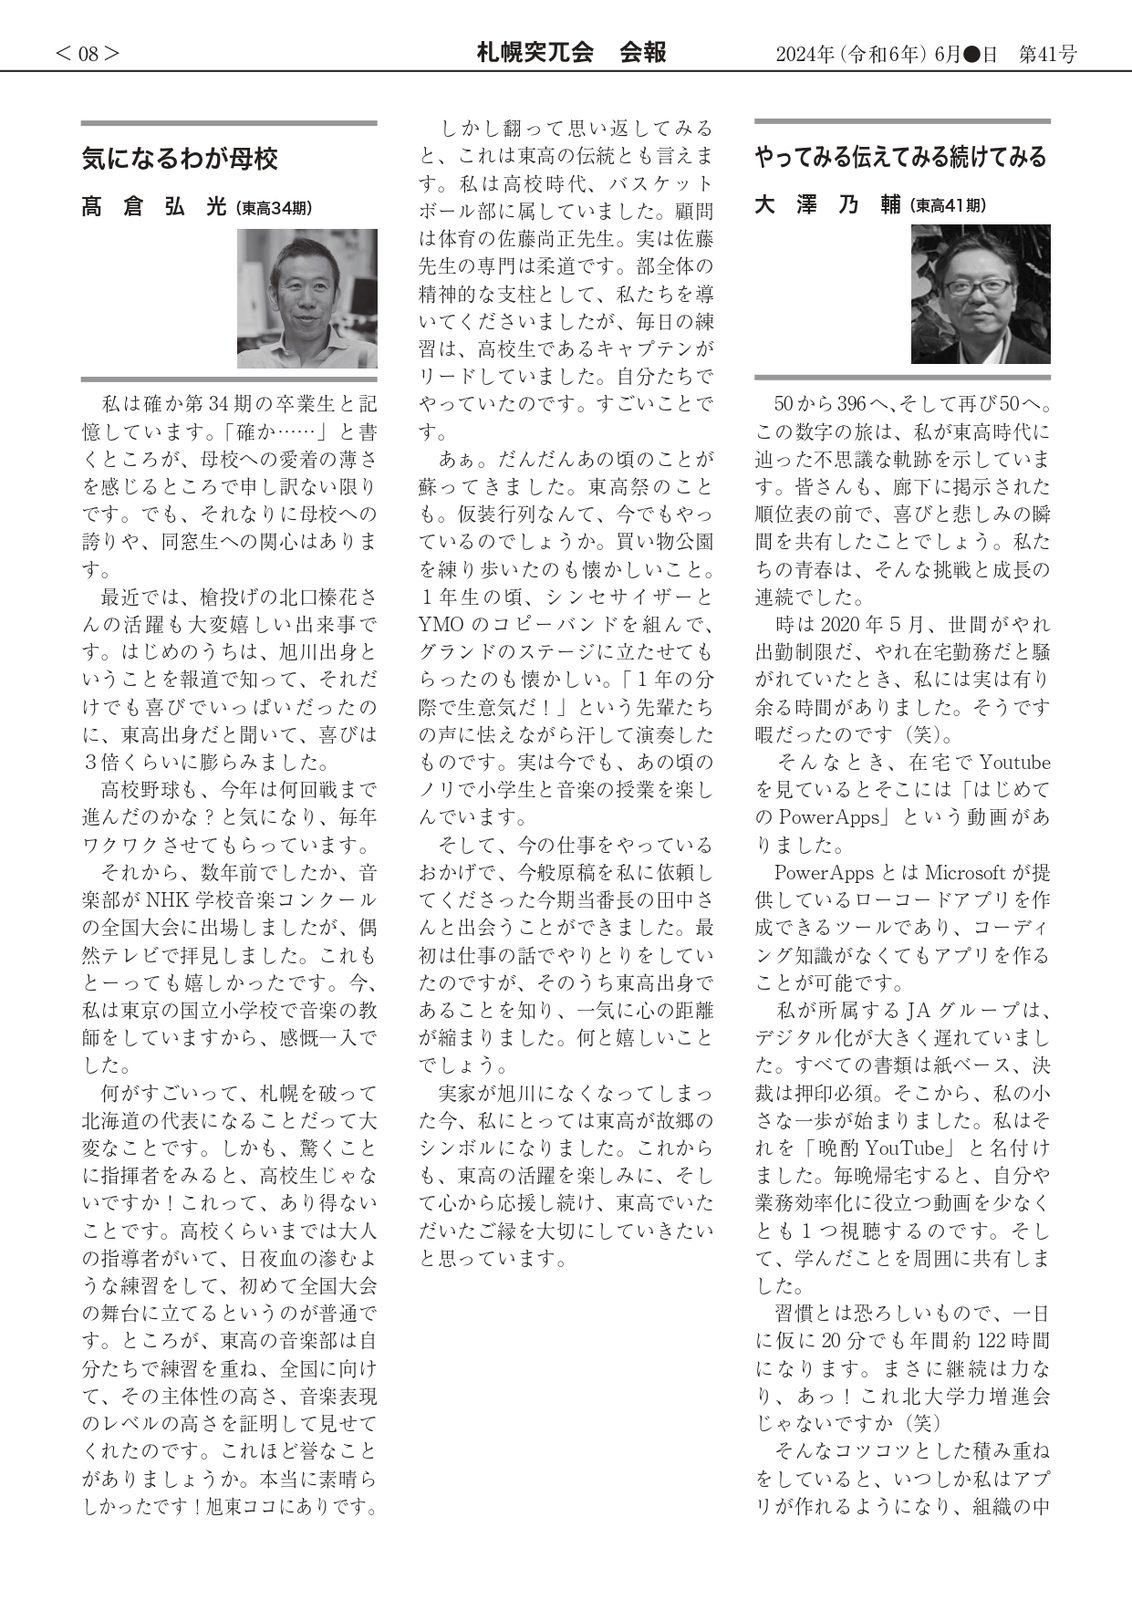 < 08 >
札幌突兀会　会報
2024年（令和6年）6月●日　第41号
気になるわが母校
髙　倉　弘　光（東高34期）
　私は確か第 34 期の卒業生と記
憶しています。「確か……」と書
くところが、母校への愛着の薄さ
を感じるところで申し訳ない限り
です。でも、それなりに母校への
誇りや、同窓生への関心はありま
す。
　最近では、槍投げの北口榛花さ
んの活躍も大変嬉しい出来事で
す。はじめのうちは、旭川出身と
いうことを報道で知って、それだ
けでも喜びでいっぱいだったの
に、東高出身だと聞いて、喜びは
３倍くらいに膨らみました。
　高校野球も、今年は何回戦まで
進んだのかな？と気になり、毎年
ワクワクさせてもらっています。
　それから、数年前でしたか、音
楽部が NHK 学校音楽コンクール
の全国大会に出場しましたが、偶
然テレビで拝見しました。これも
とーっても嬉しかったです。今、
私は東京の国立小学校で音楽の教
師をしていますから、感慨一入で
した。
　何がすごいって、札幌を破って
北海道の代表になることだって大
変なことです。しかも、驚くこと
に指揮者をみると、高校生じゃな
いですか！これって、あり得ない
ことです。高校くらいまでは大人
の指導者がいて、日夜血の滲むよ
うな練習をして、初めて全国大会
の舞台に立てるというのが普通で
す。ところが、東高の音楽部は自
分たちで練習を重ね、全国に向け
て、その主体性の高さ、音楽表現
のレベルの高さを証明して見せて
くれたのです。これほど誉なこと
がありましょうか。本当に素晴ら
しかったです！旭東ココにありです。
　しかし翻って思い返してみる
と、これは東高の伝統とも言えま
す。私は高校時代、バスケット
ボール部に属していました。顧問
は体育の佐藤尚正先生。実は佐藤
先生の専門は柔道です。部全体の
精神的な支柱として、私たちを導
いてくださいましたが、毎日の練
習は、高校生であるキャプテンが
リードしていました。自分たちで
やっていたのです。すごいことで
す。
　あぁ。だんだんあの頃のことが
蘇ってきました。東高祭のこと
も。仮装行列なんて、今でもやっ
ているのでしょうか。買い物公園
を練り歩いたのも懐かしいこと。
１年生の頃、シンセサイザーと
YMO のコピーバンドを組んで、
グランドのステージに立たせても
らったのも懐かしい。「１年の分
際で生意気だ！」という先輩たち
の声に怯えながら汗して演奏した
ものです。実は今でも、あの頃の
ノリで小学生と音楽の授業を楽し
んでいます。
　そして、今の仕事をやっている
おかげで、今般原稿を私に依頼し
てくださった今期当番長の田中さ
んと出会うことができました。最
初は仕事の話でやりとりをしてい
たのですが、そのうち東高出身で
あることを知り、一気に心の距離
が縮まりました。何と嬉しいこと
でしょう。
　実家が旭川になくなってしまっ
た今、私にとっては東高が故郷の
シンボルになりました。これから
も、東高の活躍を楽しみに、そし
て心から応援し続け、東高でいた
だいたご縁を大切にしていきたい
と思っています。
やってみる伝えてみる続けてみる
大　澤　乃　輔（東高41期）
　50 から 396 へ、そして再び 50 へ。
この数字の旅は、私が東高時代に
辿った不思議な軌跡を示していま
す。皆さんも、廊下に掲示された
順位表の前で、喜びと悲しみの瞬
間を共有したことでしょう。私た
ちの青春は、そんな挑戦と成長の
連続でした。
　時は 2020 年５月、世間がやれ
出勤制限だ、やれ在宅勤務だと騒
がれていたとき、私には実は有り
余る時間がありました。そうです
暇だったのです（笑）。
　そんなとき、在宅で Youtube
を見ているとそこには「はじめて
の PowerApps」という動画があ
りました。
　PowerApps とは Microsoft が提
供しているローコードアプリを作
成できるツールであり、コーディ
ング知識がなくてもアプリを作る
ことが可能です。
　私が所属する JA グループは、
デジタル化が大きく遅れていまし
た。すべての書類は紙ベース、決
裁は押印必須。そこから、私の小
さな一歩が始まりました。私はそ
れを「晩酌 YouTube」と名付け
ました。毎晩帰宅すると、自分や
業務効率化に役立つ動画を少なく
とも１つ視聴するのです。そし
て、学んだことを周囲に共有しま
した。
　習慣とは恐ろしいもので、一日
に仮に 20 分でも年間約 122 時間
になります。まさに継続は力な
り、あっ！これ北大学力増進会
じゃないですか（笑）
　そんなコツコツとした積み重ね
をしていると、いつしか私はアプ
リが作れるようになり、組織の中